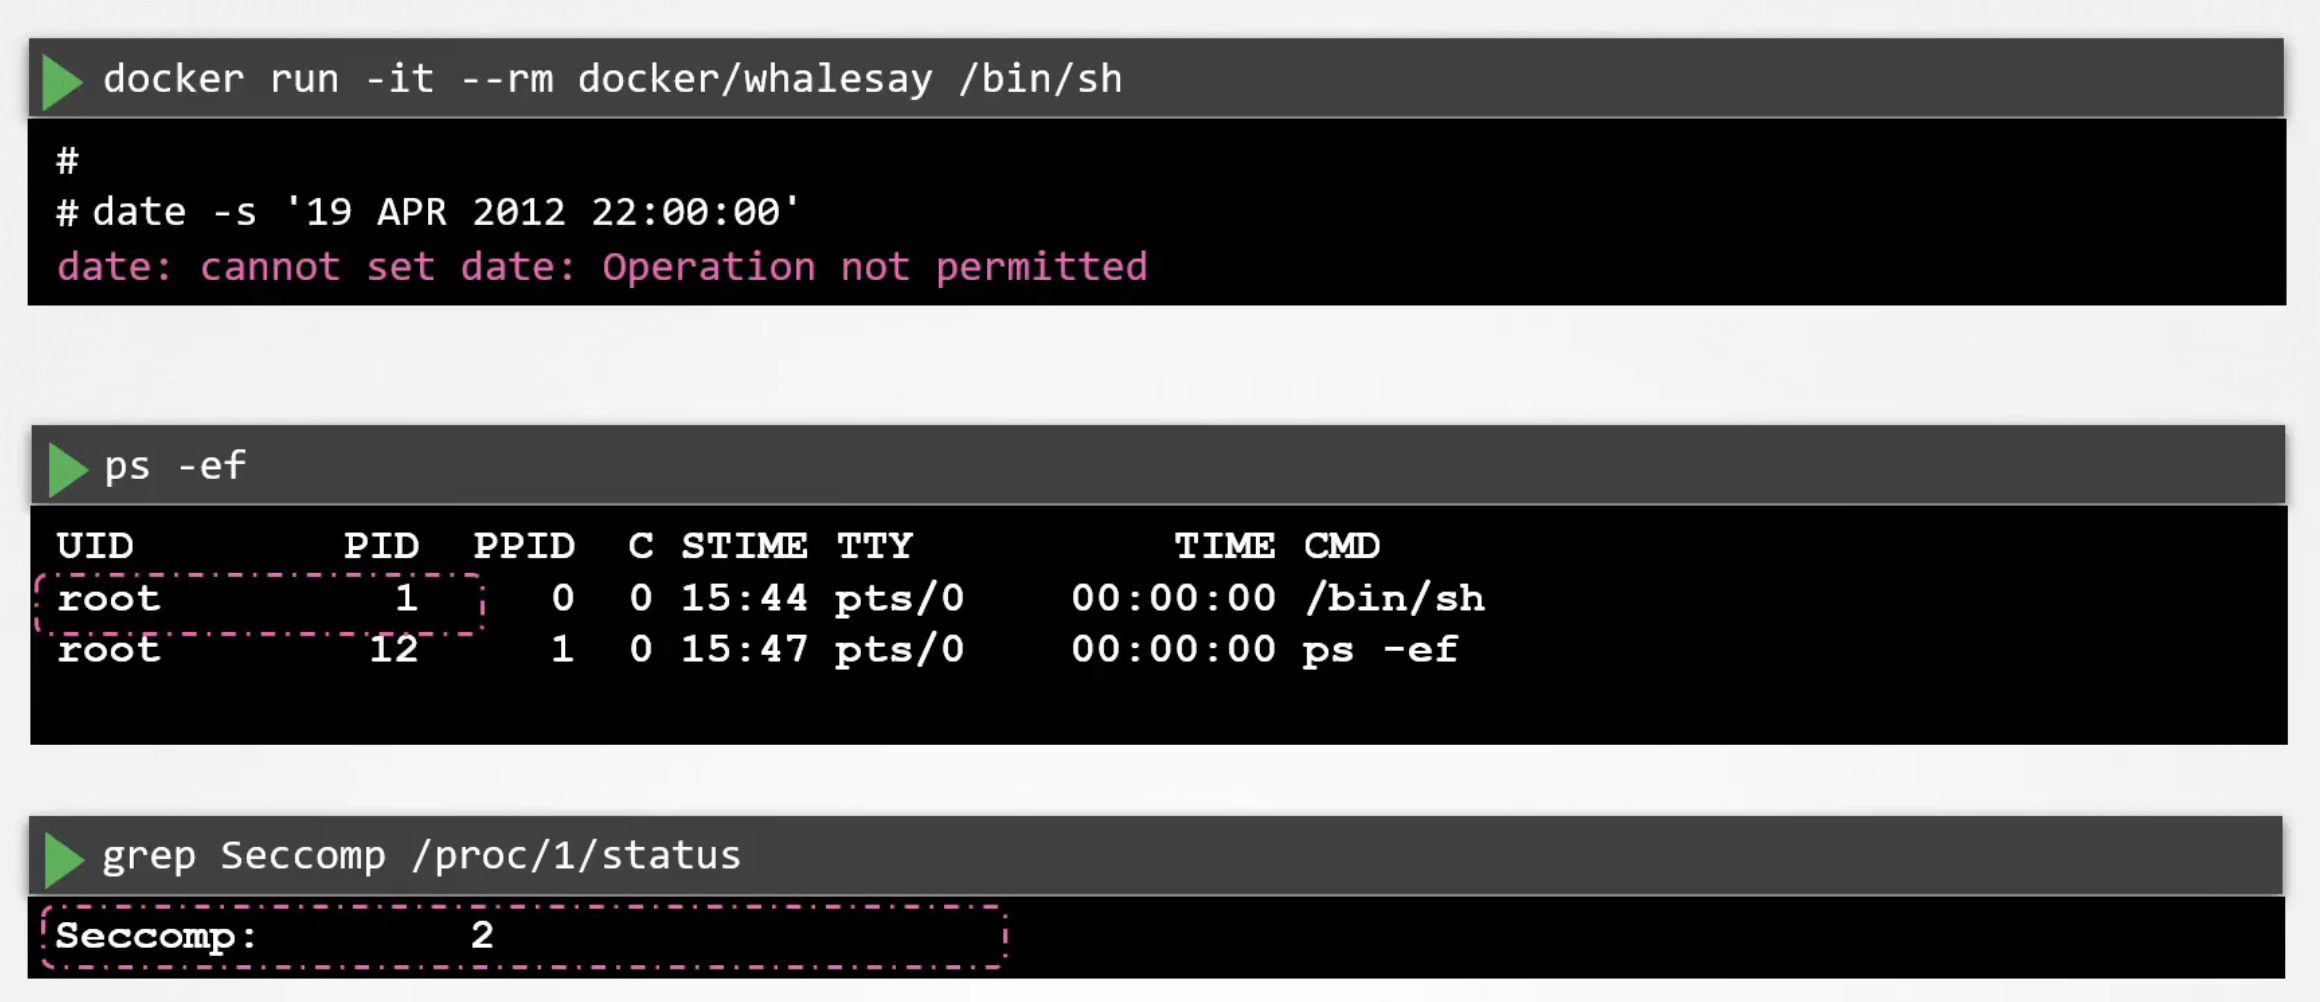 docker run -it --rm docker/whalesay /bin/sh
#
# date -s '19 APR 2012 22:00:00'
date: cannot set date: Operation not permitted
ps -ef
UID PID PPID C STIME TTY TIME CMD
root 1 0 0 15:44 pts/0 00:00:00 /bin/sh
root 12 1 0 15:47 pts/0 00:00:00 ps -ef
grep Seccomp /proc/1/status
Seccomp: 2